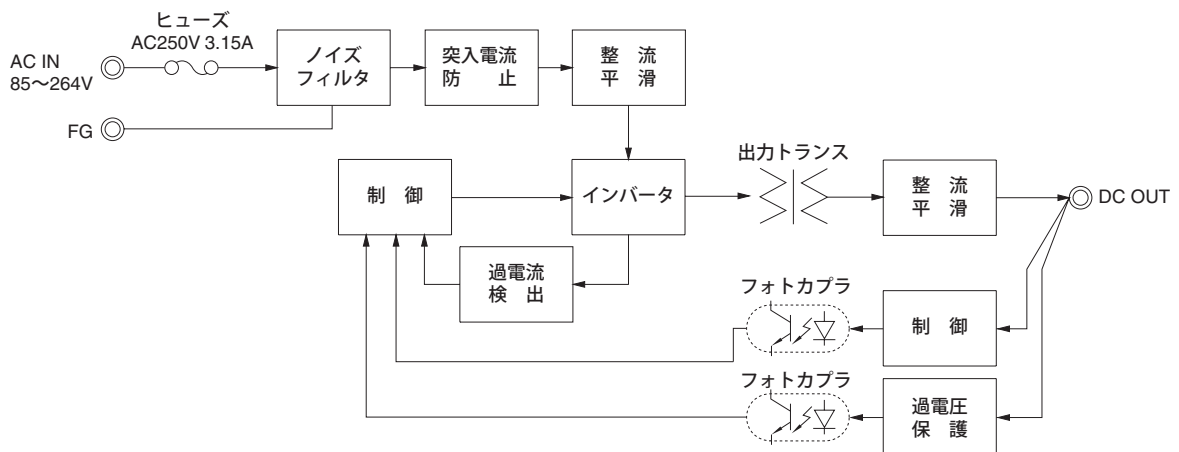 ヒューズ
AC250V 3.15A
AC IN
85～264V
FG
ノイズ
フィルタ
突入電流
防 止
整 流
平 滑
制 御
インバータ
出力トランス
整 流
平 滑
DC OUT
過電流
検 出
フォトカプラ
制 御
フォトカプラ
過電圧
保 護